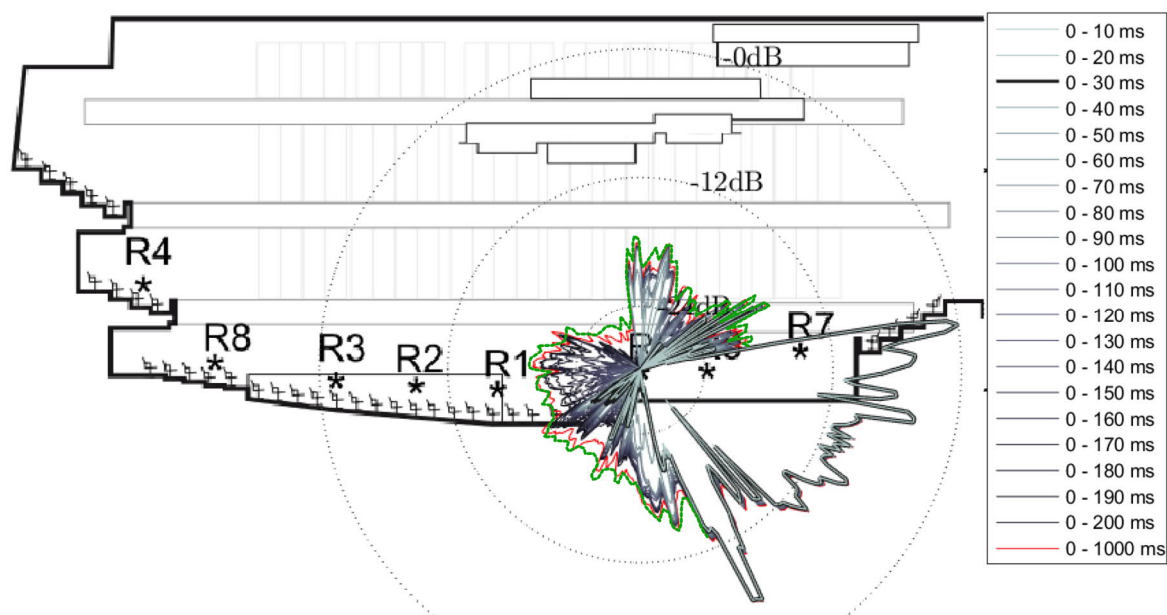 -0dB
-12dB
R4
R8
R3
R2
R1
R7
0 - 10 ms
0 - 20 ms
0 - 30 ms
0 - 40 ms
0 - 50 ms
0 - 60 ms
0 - 70 ms
0 - 80 ms
0 - 90 ms
0 - 100 ms
0 - 110 ms
0 - 120 ms
0 - 130 ms
0 - 140 ms
0 - 150 ms
0 - 160 ms
0 - 170 ms
0 - 180 ms
0 - 190 ms
0 - 200 ms
0 - 1000 ms